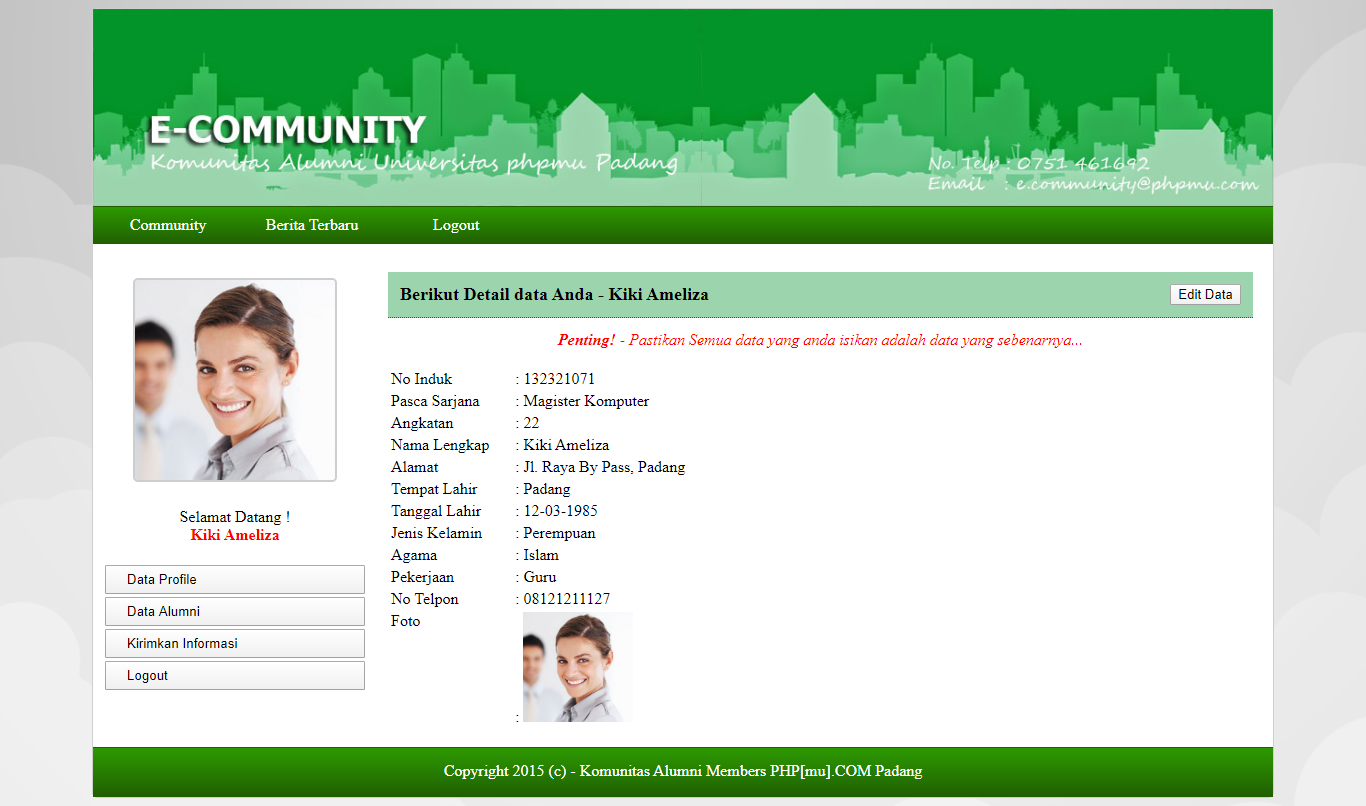 E-COMMUNITY
Komunitas Alumni Universitas phpmu Padang
No. Telp : 0751 461692
Email : e.community@phpmu.com
Community Berita Terbaru Logout
Berikut Detail data Anda - Kiki Ameliza Edit Data
Penting! - Pastikan Semua data yang anda isikan adalah data yang sebenarnya...
No Induk : 132321071
Pasca Sarjana : Magister Komputer
Angkatan : 22
Nama Lengkap : Kiki Ameliza
Alamat : Jl. Raya By Pass, Padang
Tempat Lahir : Padang
Tanggal Lahir : 12-03-1985
Jenis Kelamin : Perempuan
Agama : Islam
Pekerjaan : Guru
No Telpon : 08121211127
Foto :
Selamat Datang !
Kiki Ameliza
Data Profile
Data Alumni
Kirimkan Informasi
Logout
Copyright 2015 (c) - Komunitas Alumni Members PHP[mu].COM Padang